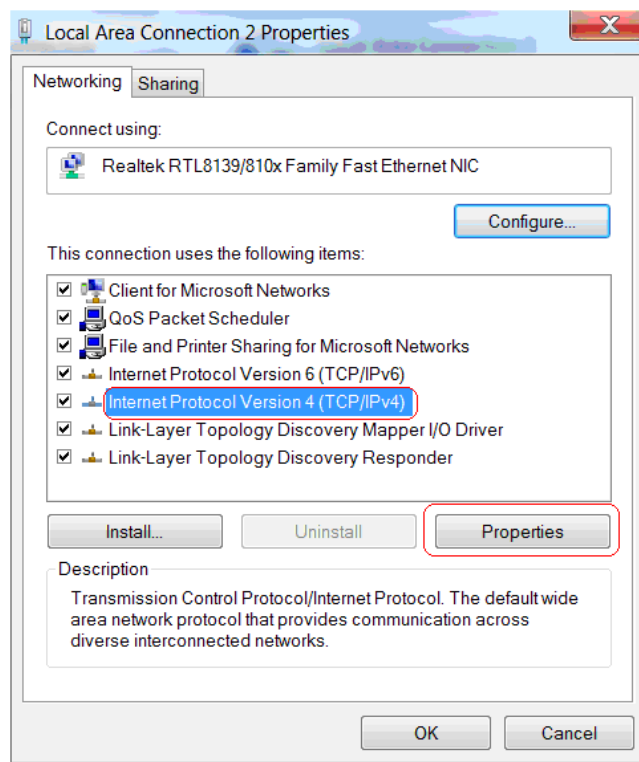 Local Area Connection 2 Properties
Networking
Sharing
Connect using:
Realtek RTL8139/810x Family Fast Ethernet NIC
Configure...
This connection uses the following items:
Client for Microsoft Networks
QoS Packet Scheduler
File and Printer Sharing for Microsoft Networks
Internet Protocol Version 6 (TCP/IPv6)
Internet Protocol Version 4 (TCP/IPv4)
Link-Layer Topology Discovery Mapper I/O Driver
Link-Layer Topology Discovery Responder
Install...
Uninstall
Properties
Description
Transmission Control Protocol/Internet Protocol. The default wide
area network protocol that provides communication across
diverse interconnected networks.
OK
Cancel